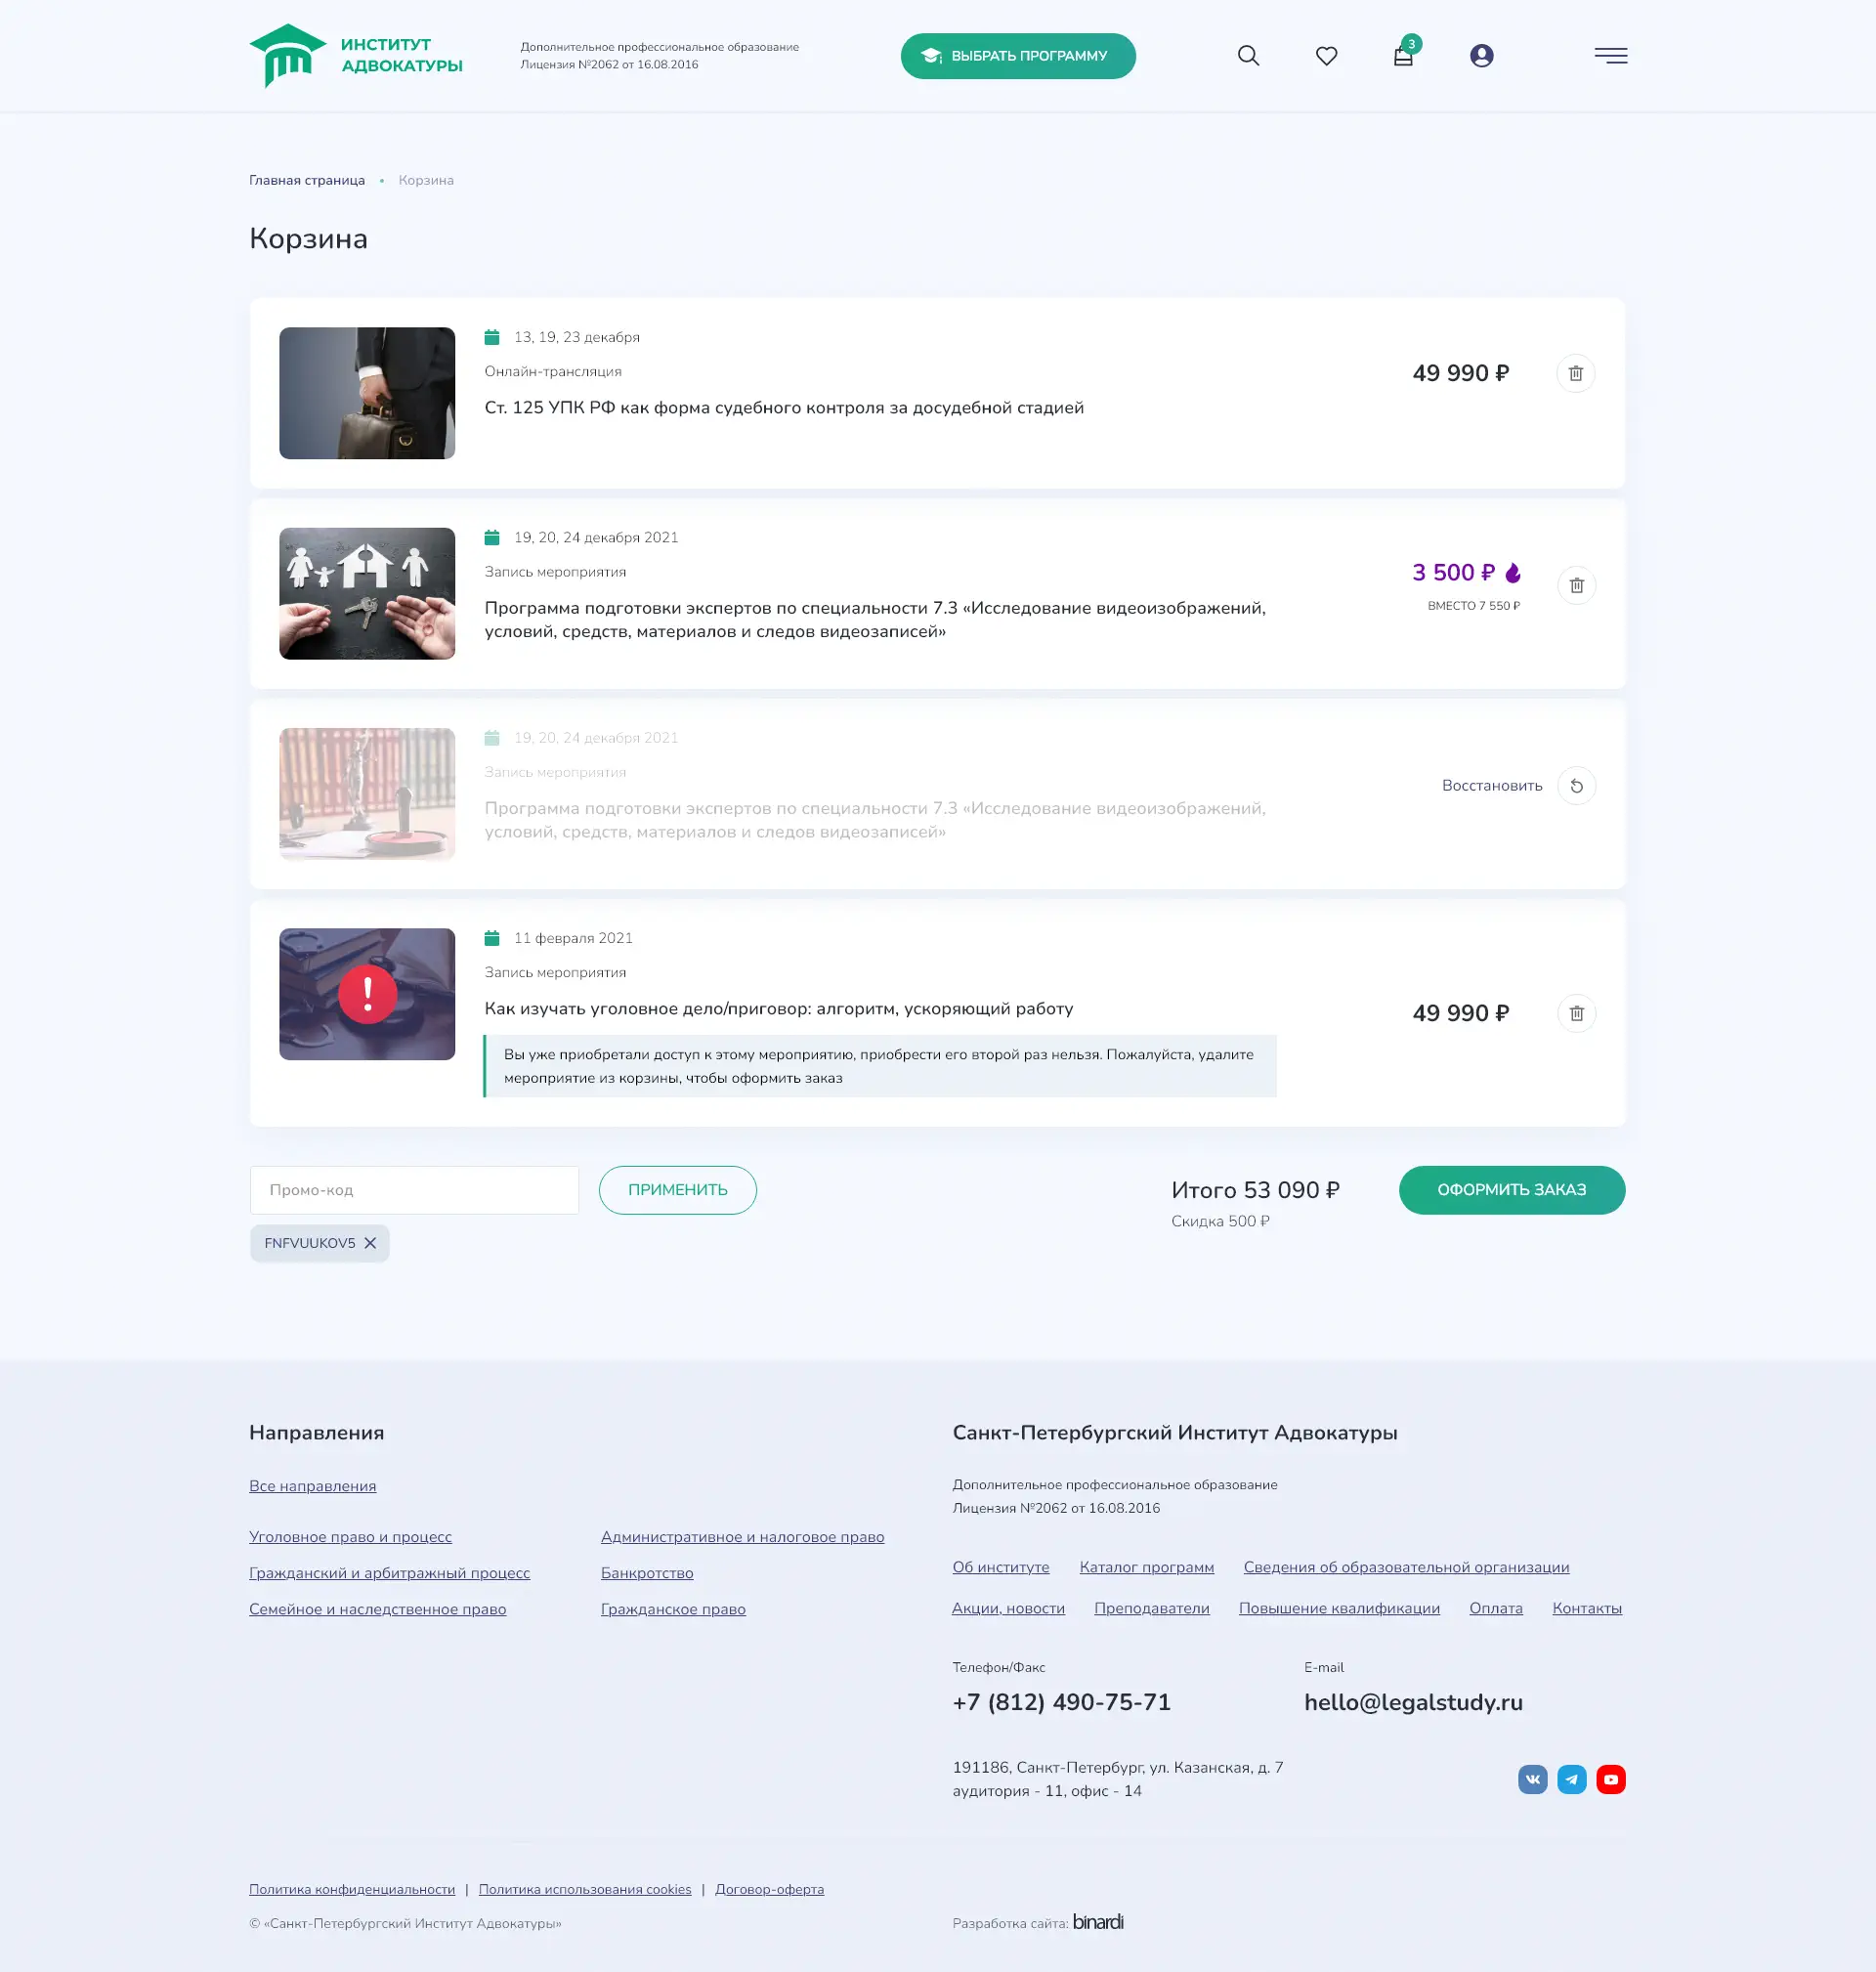 ИНСТИТУТ
АДВОКАТУРЫ
Дополнительное профессиональное образование
Лицензия №2062 от 16.08.2016
ВЫБРАТЬ ПРОГРАММУ
3
Главная страница • Корзина
Корзина
13, 19, 23 декабря
Онлайн-трансляция
Ст. 125 УПК РФ как форма судебного контроля за досудебной стадией
49 990 ₽
19, 20, 24 декабря 2021
Запись мероприятия
Программа подготовки экспертов по специальности 7.3 «Исследование видеоизображений,
условий, средств, материалов и следов видеозаписей»
3 500 ₽
ВМЕСТО 7 550 ₽
19, 20, 24 декабря 2021
Запись мероприятия
Программа подготовки экспертов по специальности 7.3 «Исследование видеоизображений,
условий, средств, материалов и следов видеозаписей»
Восстановить
11 февраля 2021
Запись мероприятия
Как изучать уголовное дело/приговор: алгоритм, ускоряющий работу
Вы уже приобретали доступ к этому мероприятию, приобрести его второй раз нельзя. Пожалуйста, удалите
мероприятие из корзины, чтобы оформить заказ
49 990 ₽
Промо-код
ПРИМЕНИТЬ
FNFVUUKOV5
Итого 53 090 ₽
Скидка 500 ₽
ОФОРМИТЬ ЗАКАЗ
Направления
Все направления
Уголовное право и процесс
Гражданский и арбитражный процесс
Семейное и наследственное право
Административное и налоговое право
Банкротство
Гражданское право
Санкт-Петербургский Институт Адвокатуры
Дополнительное профессиональное образование
Лицензия №2062 от 16.08.2016
Об институте Каталог программ Сведения об образовательной организации
Акции, новости Преподаватели Повышение квалификации Оплата Контакты
Телефон/Факс
+7 (812) 490-75-71
E-mail
hello@legalstudy.ru
191186, Санкт-Петербург, ул. Казанская, д. 7
аудитория - 11, офис - 14
Политика конфиденциальности | Политика использования cookies | Договор-оферта
© «Санкт-Петербургский Институт Адвокатуры»
Разработка сайта: binardi